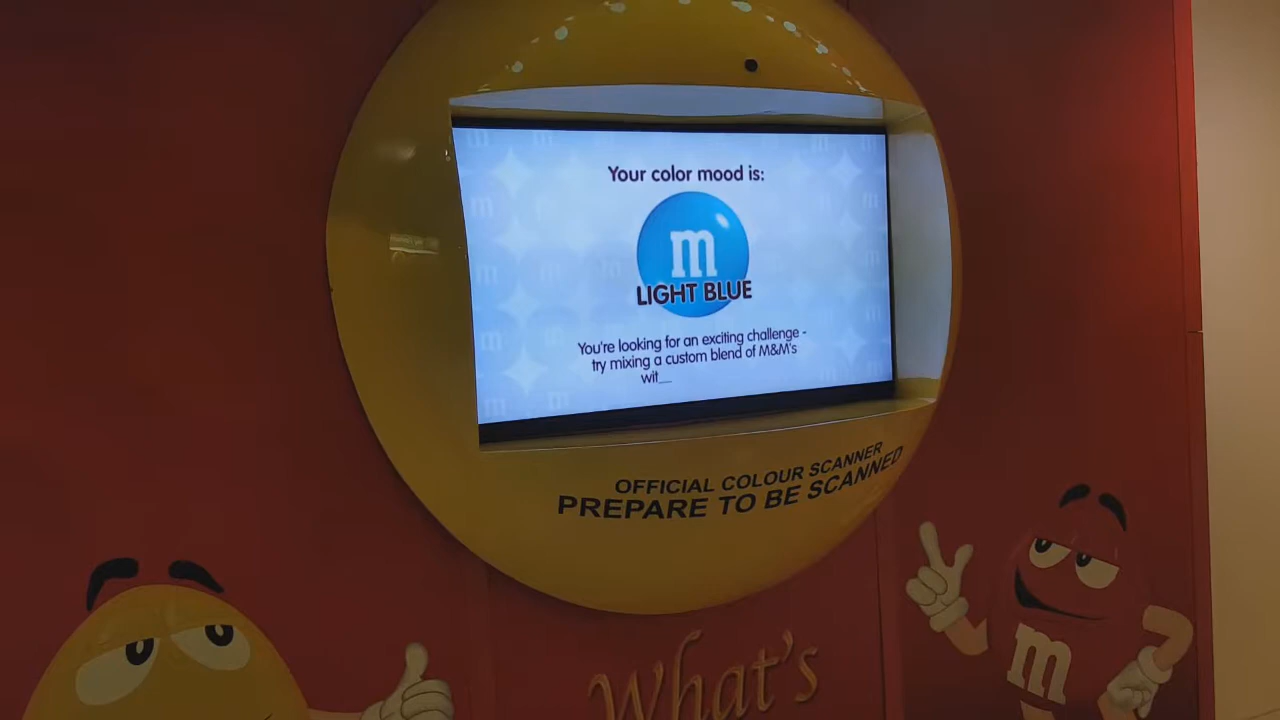 Your color mood is:
m
LIGHT BLUE
You're looking for an exciting challenge -
try mixing a custom blend of M&M's
wit__
OFFICIAL COLOUR SCANNER
PREPARE TO BE SCANNED
What's
m